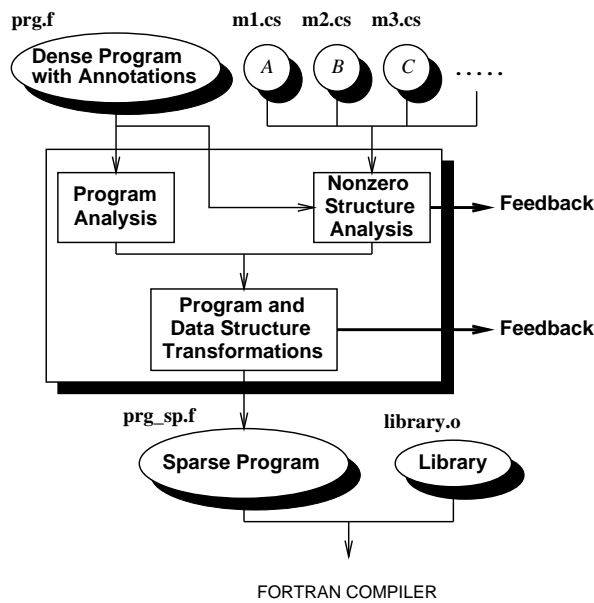 prg.f
m1.cs m2.cs m3.cs
Dense Program
with Annotations
A B C .....
Program
Analysis
Nonzero
Structure
Analysis
Feedback
Program and
Data Structure
Transformations
Feedback
prg_sp.f
library.o
Sparse Program
Library
FORTRAN COMPILER